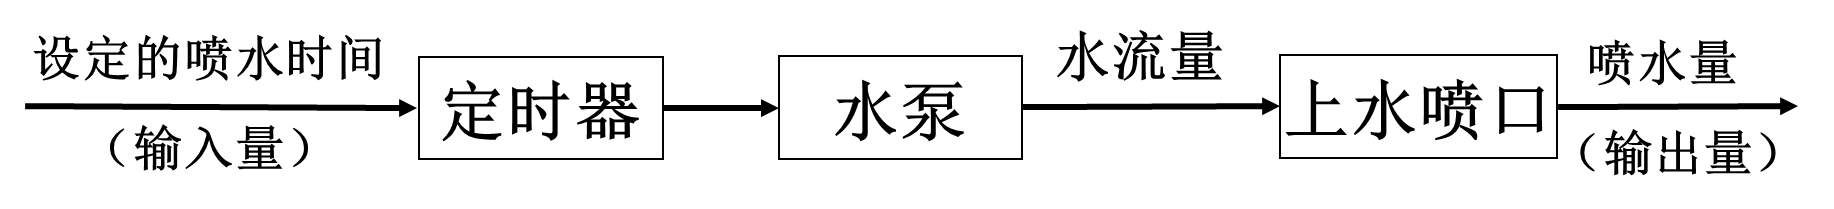 设定的喷水时间
（输入量）
定时器
水泵
水流量
上水喷口
喷水量
（输出量）